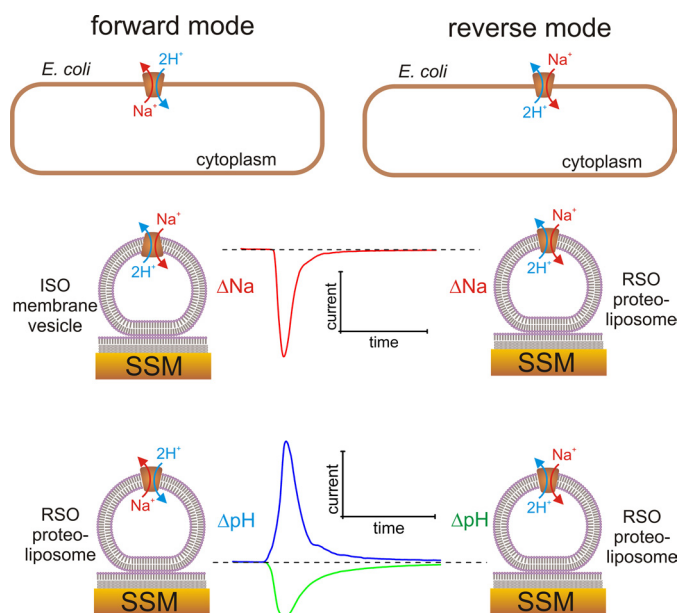 forward mode
reverse mode
E. coli
2H⁺
Na⁺
cytoplasm
E. coli
Na⁺
2H⁺
cytoplasm
Na⁺
2H⁺
ISO
membrane
vesicle
SSM
ΔNa
current
time
ΔNa
Na⁺
2H⁺
RSO
proteo-
liposome
SSM
2H⁺
Na⁺
RSO
proteo-
liposome
SSM
ΔpH
current
time
ΔpH
Na⁺
2H⁺
RSO
proteo-
liposome
SSM